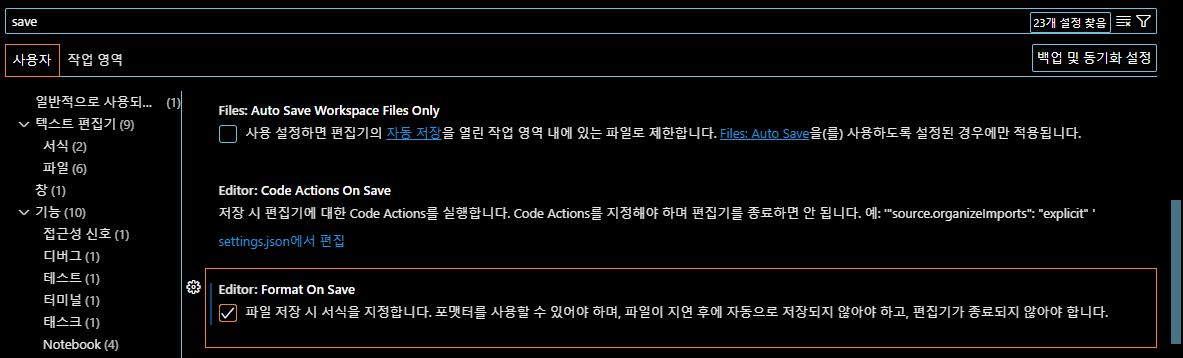 save
23개 설정 찾음
사용자 작업 영역
백업 및 동기화 설정
일반적으로 사용되... (1)
텍스트 편집기 (9)
서식 (2)
파일 (6)
창 (1)
기능 (10)
접근성 신호 (1)
디버그 (1)
테스트 (1)
터미널 (1)
태스크 (1)
Notebook (4)
Files: Auto Save Workspace Files Only
사용 설정하면 편집기의 자동 저장을 열린 작업 영역 내에 있는 파일로 제한합니다. Files: Auto Save을(를) 사용하도록 설정된 경우에만 적용됩니다.
Editor: Code Actions On Save
저장 시 편집기에 대한 Code Actions를 실행합니다. Code Actions를 지정해야 하며 편집기를 종료하면 안 됩니다. 예: '"source.organizeImports": "explicit" '
settings.json에서 편집
Editor: Format On Save
파일 저장 시 서식을 지정합니다. 포맷터를 사용할 수 있어야 하며, 파일이 지연 후에 자동으로 저장되지 않아야 하고, 편집기가 종료되지 않아야 합니다.